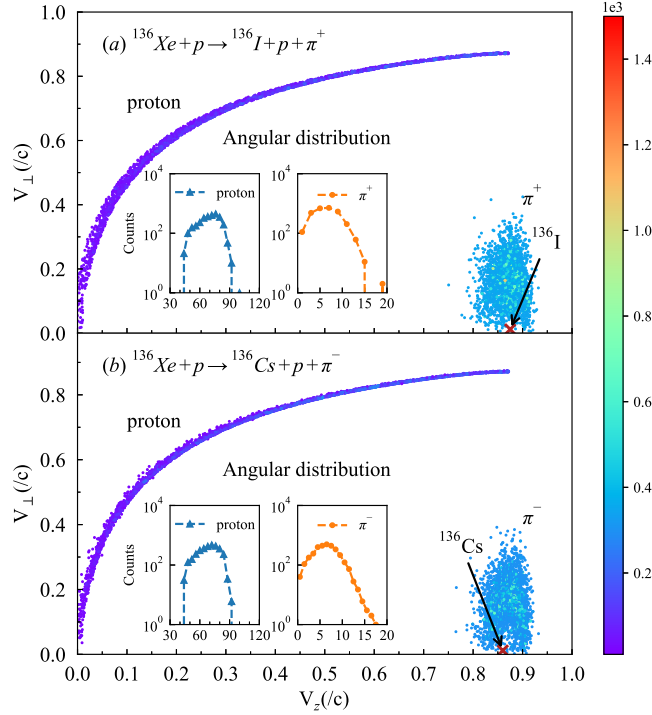 1e3
1.0
0.8
0.6
0.4
0.2
0.0
V⊥(/c)
(a) ¹³⁶Xe+p→ ¹³⁶I+p+π⁺
proton
Angular distribution
10⁴
10²
10⁰
Counts
proton
30 60 90 120
10⁴
10²
10⁰
π⁺
0 5 10 15 20
π⁺
¹³⁶I
1.4
1.2
1.0
0.8
0.6
0.4
0.2
0.8
0.6
0.4
0.2
0.0
V⊥(/c)
(b) ¹³⁶Xe+p→ ¹³⁶Cs+p+π⁻
proton
Angular distribution
10⁴
10²
10⁰
Counts
proton
30 60 90 120
10⁴
10²
10⁰
π⁻
0 5 10 15 20
π⁻
¹³⁶Cs
0.0 0.1 0.2 0.3 0.4 0.5 0.6 0.7 0.8 0.9 1.0
V_z(/c)